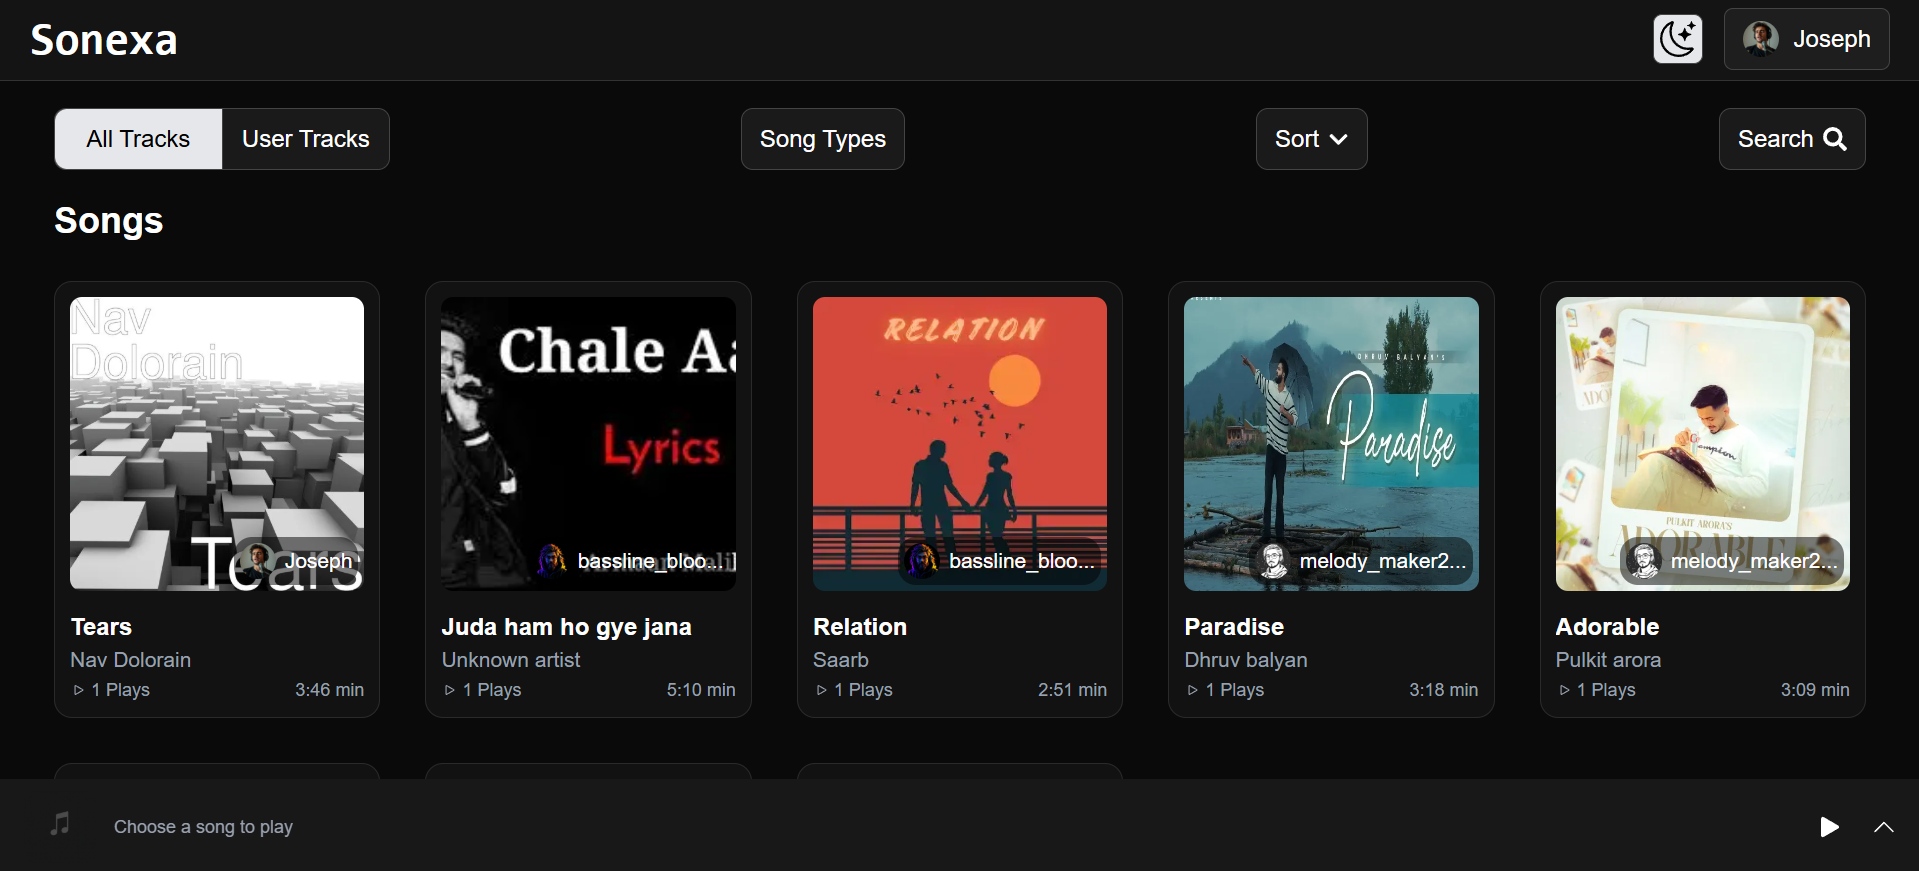 Sonexa
Joseph
All Tracks
User Tracks
Song Types
Sort
Search
Songs
Nav
Dolorain
Tears
Joseph
Chale Aa
Lyrics
bassline_bloo...
RELATION
bassline_bloo...
DHRUV BALYAN'S
Paradise
melody_maker2...
PULKIT ARORA'S
ADORABLE
melody_maker2...
Tears
Nav Dolorain
1 Plays
3:46 min
Juda ham ho gye jana
Unknown artist
1 Plays
5:10 min
Relation
Saarb
1 Plays
2:51 min
Paradise
Dhruv balyan
1 Plays
3:18 min
Adorable
Pulkit arora
1 Plays
3:09 min
Choose a song to play